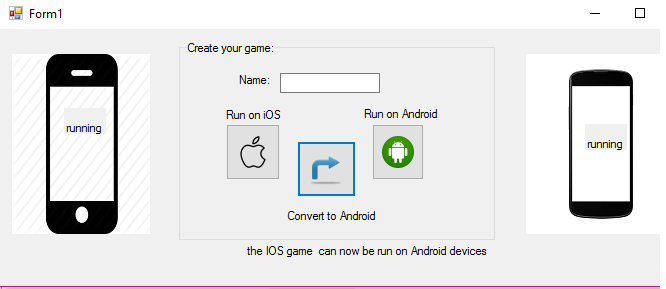 Form1
Create your game:
Name:
Run on iOS
Run on Android
running
running
Convert to Android
the IOS game  can now be run on Android devices